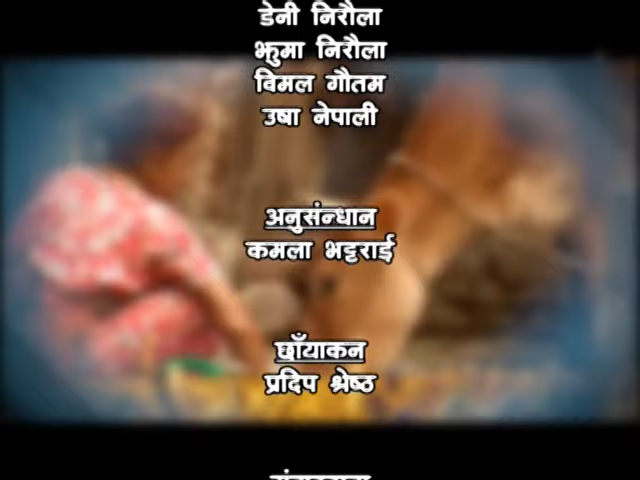 डेनी निरौला
झुमा निरौला
विमल गौतम
उषा नेपाली
अनुसंन्धान
कमला भट्टराई
छाँयाकन
प्रदिप श्रेष्ठ